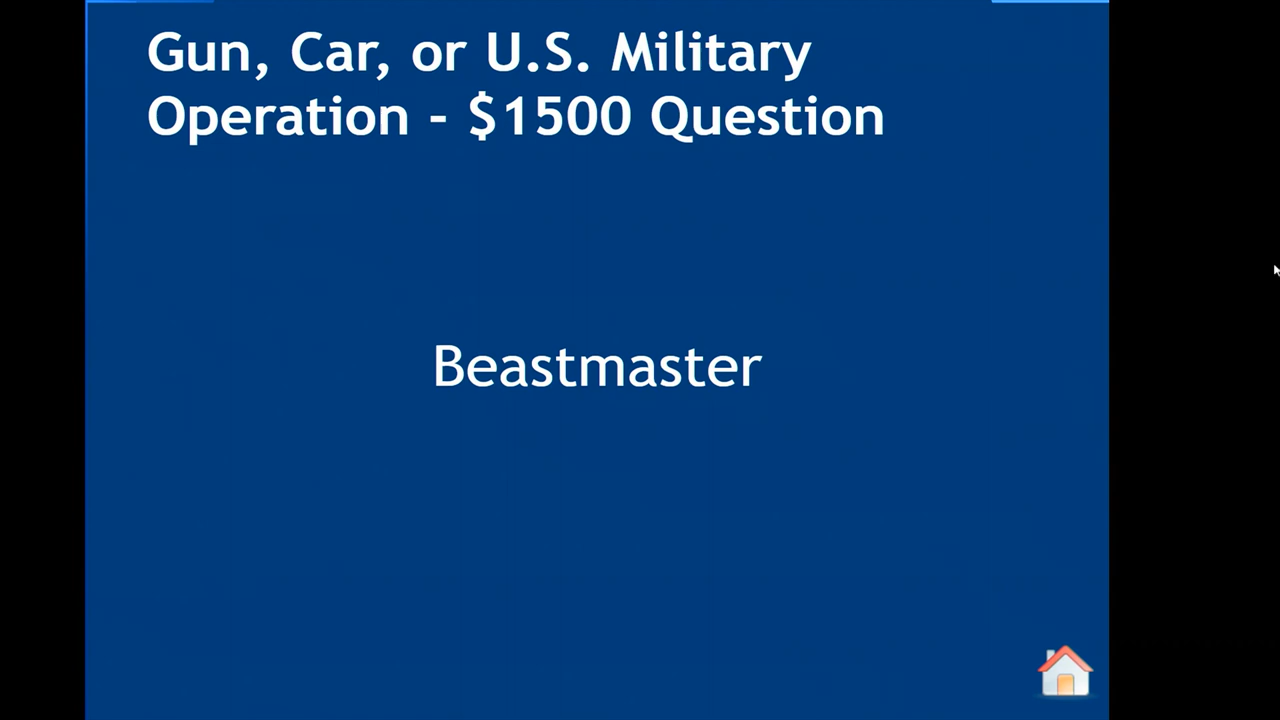 Gun, Car, or U.S. Military
Operation - $1500 Question
Beastmaster